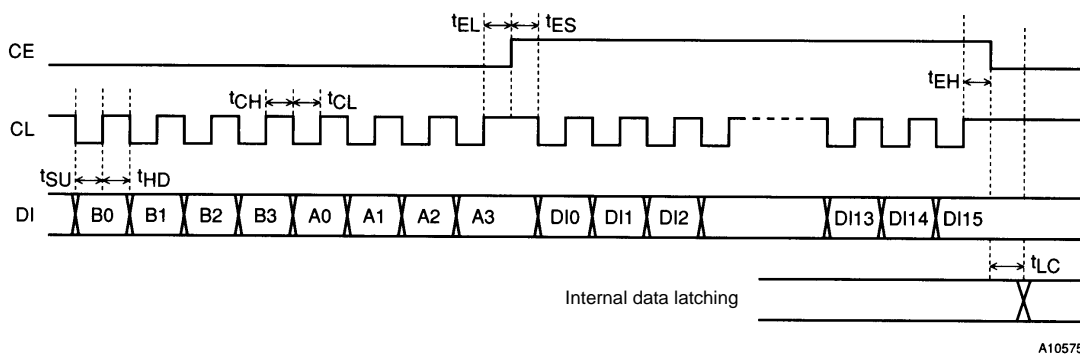 tEL tES
CE
tEH
tCH tCL
CL
tSU tHD
DI B0 B1 B2 B3 A0 A1 A2 A3 DI0 DI1 DI2 DI13 DI14 DI15
tLC
Internal data latching
A10575